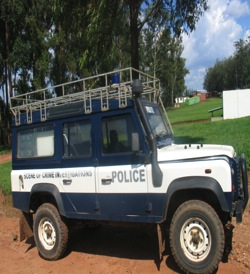 SCENE OF CRIME INVESTIGATIONS
POLICE